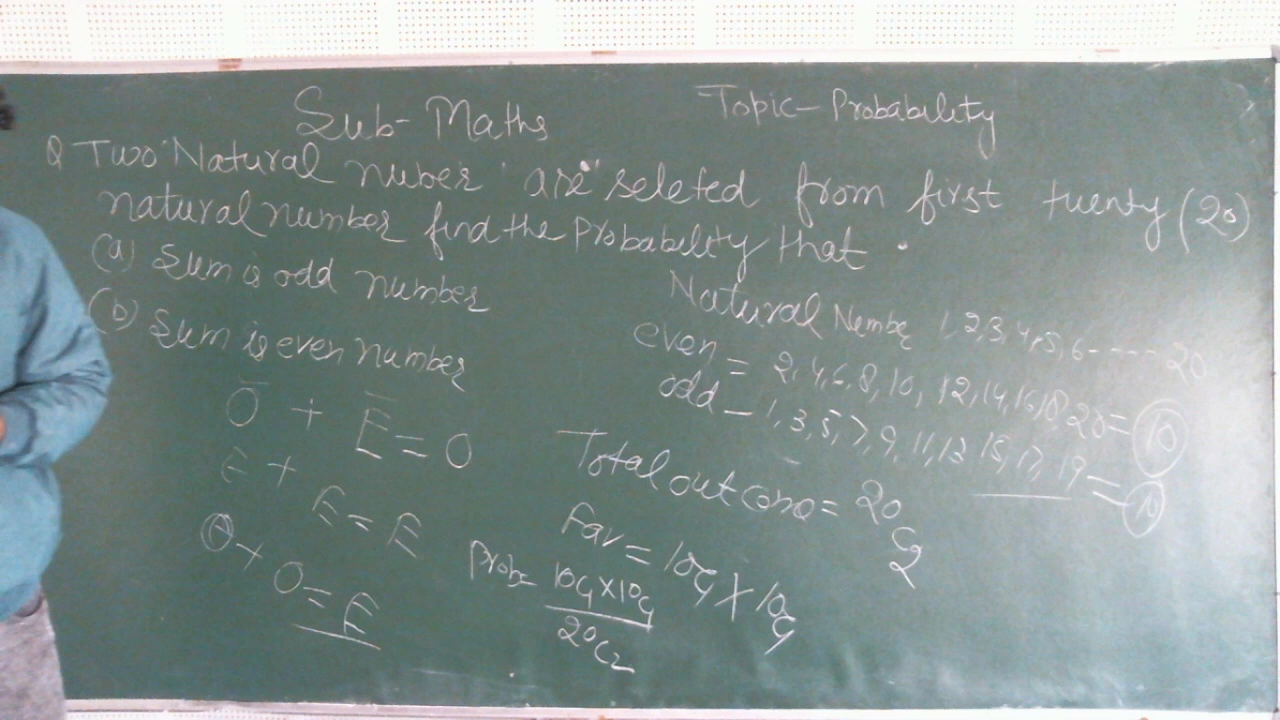 Sub- Maths
Topic- Probability
Q Two Natural nuber are seleted from first tuenty (20)
natural number find the Probability that
(a) Sum is odd number
(b) Sum is even number
Natural Nembe 1,2,3,4,5,6-----20
even = 2,4,6,8,10,12,14,16,18,20=10
odd - 1,3,5,7,9,11,13 15,17,19=10
O + E = O
E + E = E
O + O = E
Total out come = 20C2
Fav = 10C1 X 10C1
Prob = 10C1 X 10C1
20C2